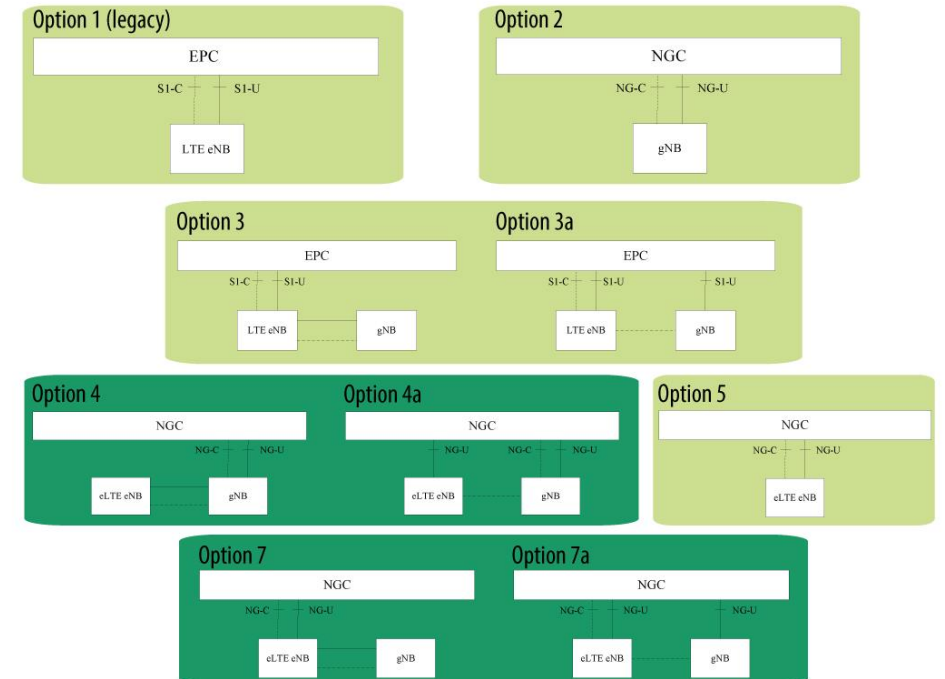 Option 1 (legacy)
EPC
S1-C S1-U
LTE eNB
Option 2
NGC
NG-C NG-U
gNB
Option 3
EPC
S1-C S1-U
LTE eNB gNB
Option 3a
EPC
S1-C S1-U S1-U
LTE eNB gNB
Option 4
NGC
NG-C NG-U
eLTE eNB gNB
Option 4a
NGC
NG-U NG-C NG-U
eLTE eNB gNB
Option 5
NGC
NG-C NG-U
eLTE eNB
Option 7
NGC
NG-C NG-U
eLTE eNB gNB
Option 7a
NGC
NG-C NG-U NG-U
eLTE eNB gNB